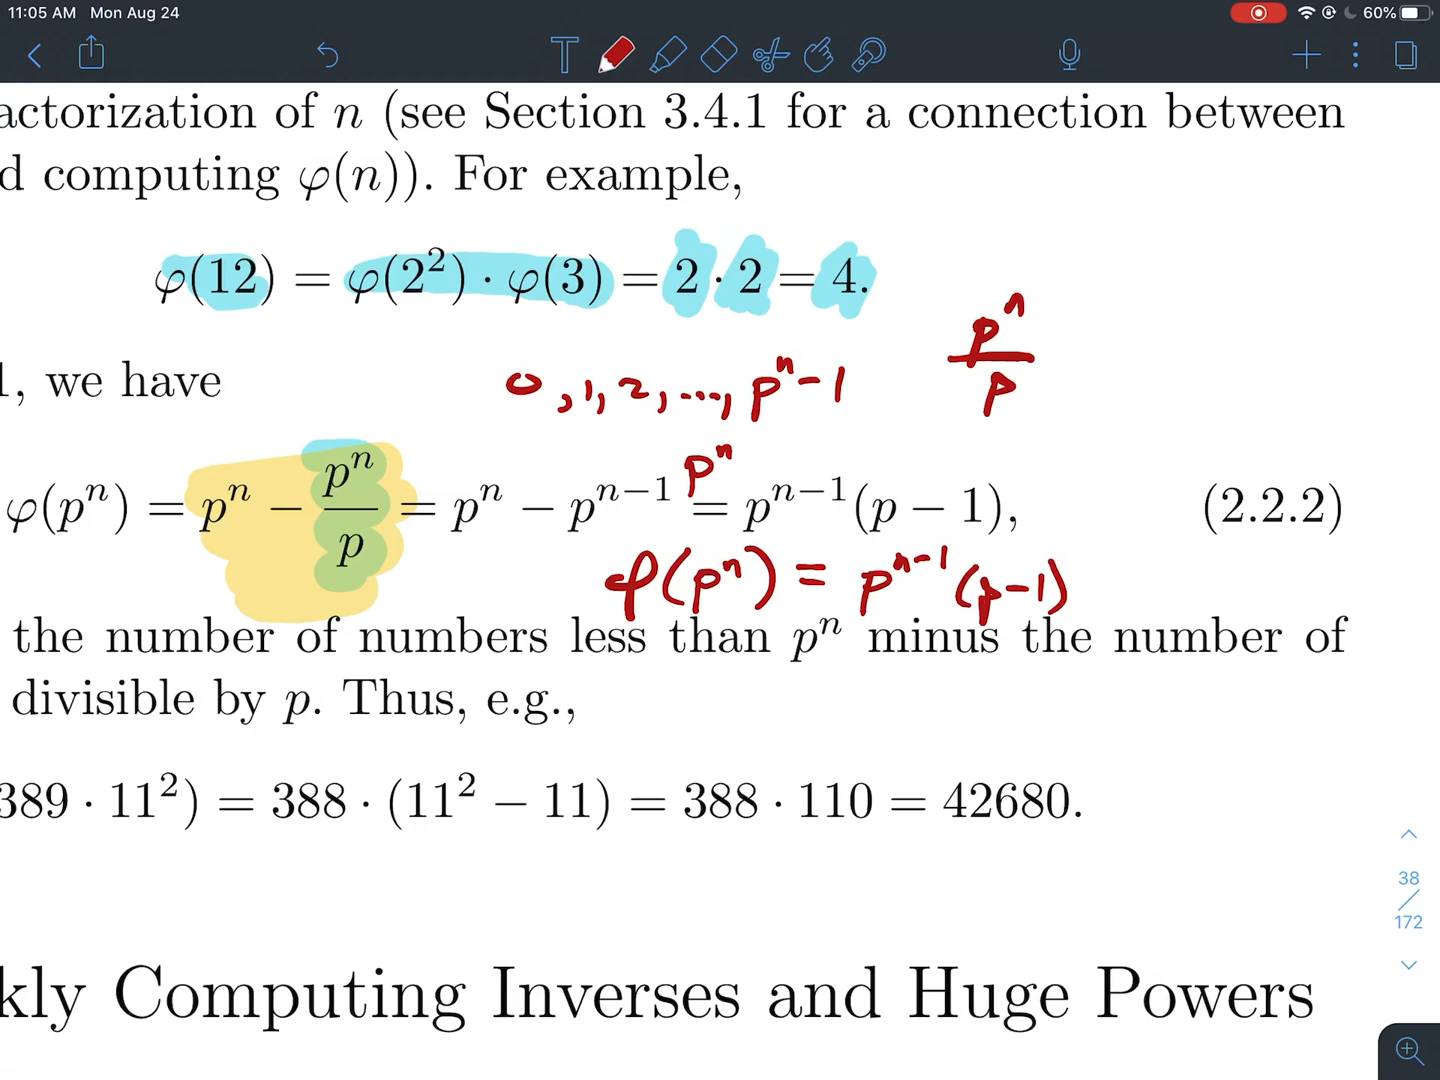 11:05 AM Mon Aug 24
60%
actorization of n (see Section 3.4.1 for a connection between
d computing φ(n)). For example,
φ(12) = φ(2²) · φ(3) = 2 · 2 = 4.
pⁿ
p
1, we have
0, 1, 2, ..., pⁿ-1
pⁿ
φ(pⁿ) = pⁿ − pⁿ/p = pⁿ − pⁿ⁻¹ = pⁿ⁻¹(p − 1), (2.2.2)
φ(pⁿ) = pⁿ⁻¹(p-1)
the number of numbers less than pⁿ minus the number of
divisible by p. Thus, e.g.,
389 · 11²) = 388 · (11² − 11) = 388 · 110 = 42680.
38
172
kly Computing Inverses and Huge Powers